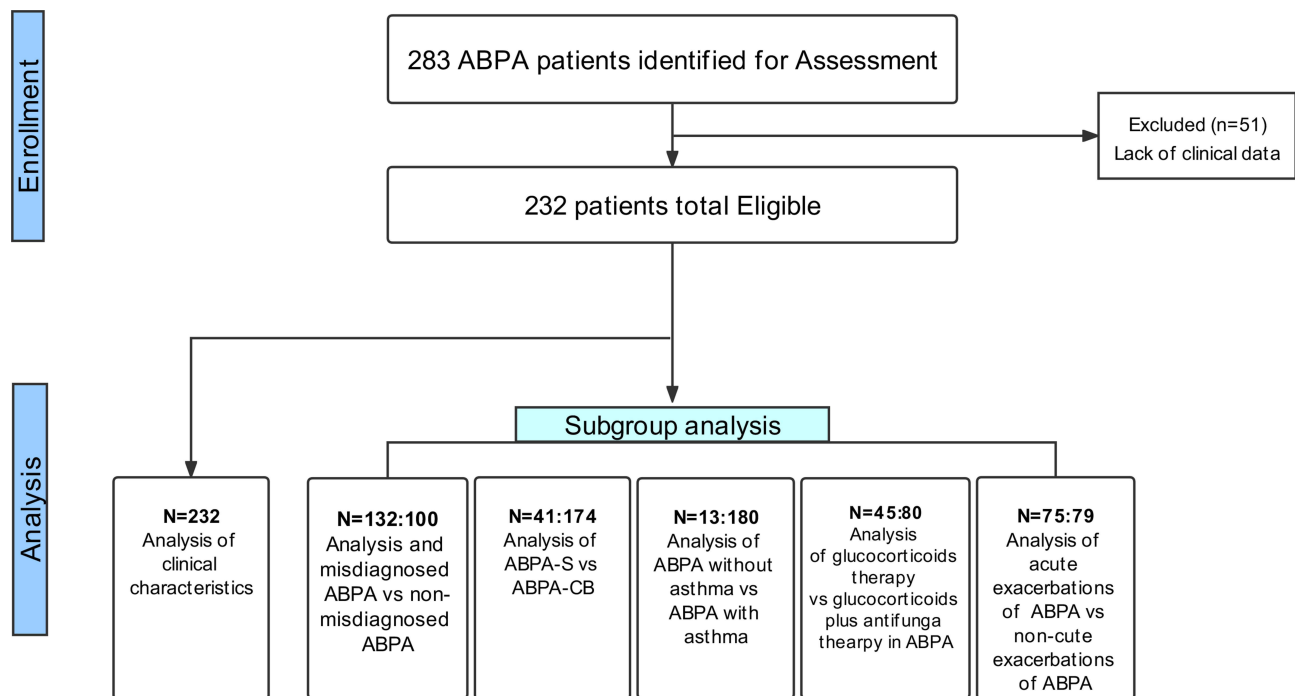 Enrollment
283 ABPA patients identified for Assessment
Excluded (n=51)
Lack of clinical data
232 patients total Eligible
Analysis
Subgroup analysis
N=232
Analysis of
clinical
characteristics
N=132:100
Analysis and
misdiagnosed
ABPA vs non-
misdiagnosed
ABPA
N=41:174
Analysis of
ABPA-S vs
ABPA-CB
N=13:180
Analysis of
ABPA without
asthma vs
ABPA with
asthma
N=45:80
Analysis
of glucocorticoids
therapy
vs glucocorticoids
plus antifunga
thearpy in ABPA
N=75:79
Analysis of
acute
exacerbations
of ABPA vs
non-cute
exacerbations
of ABPA